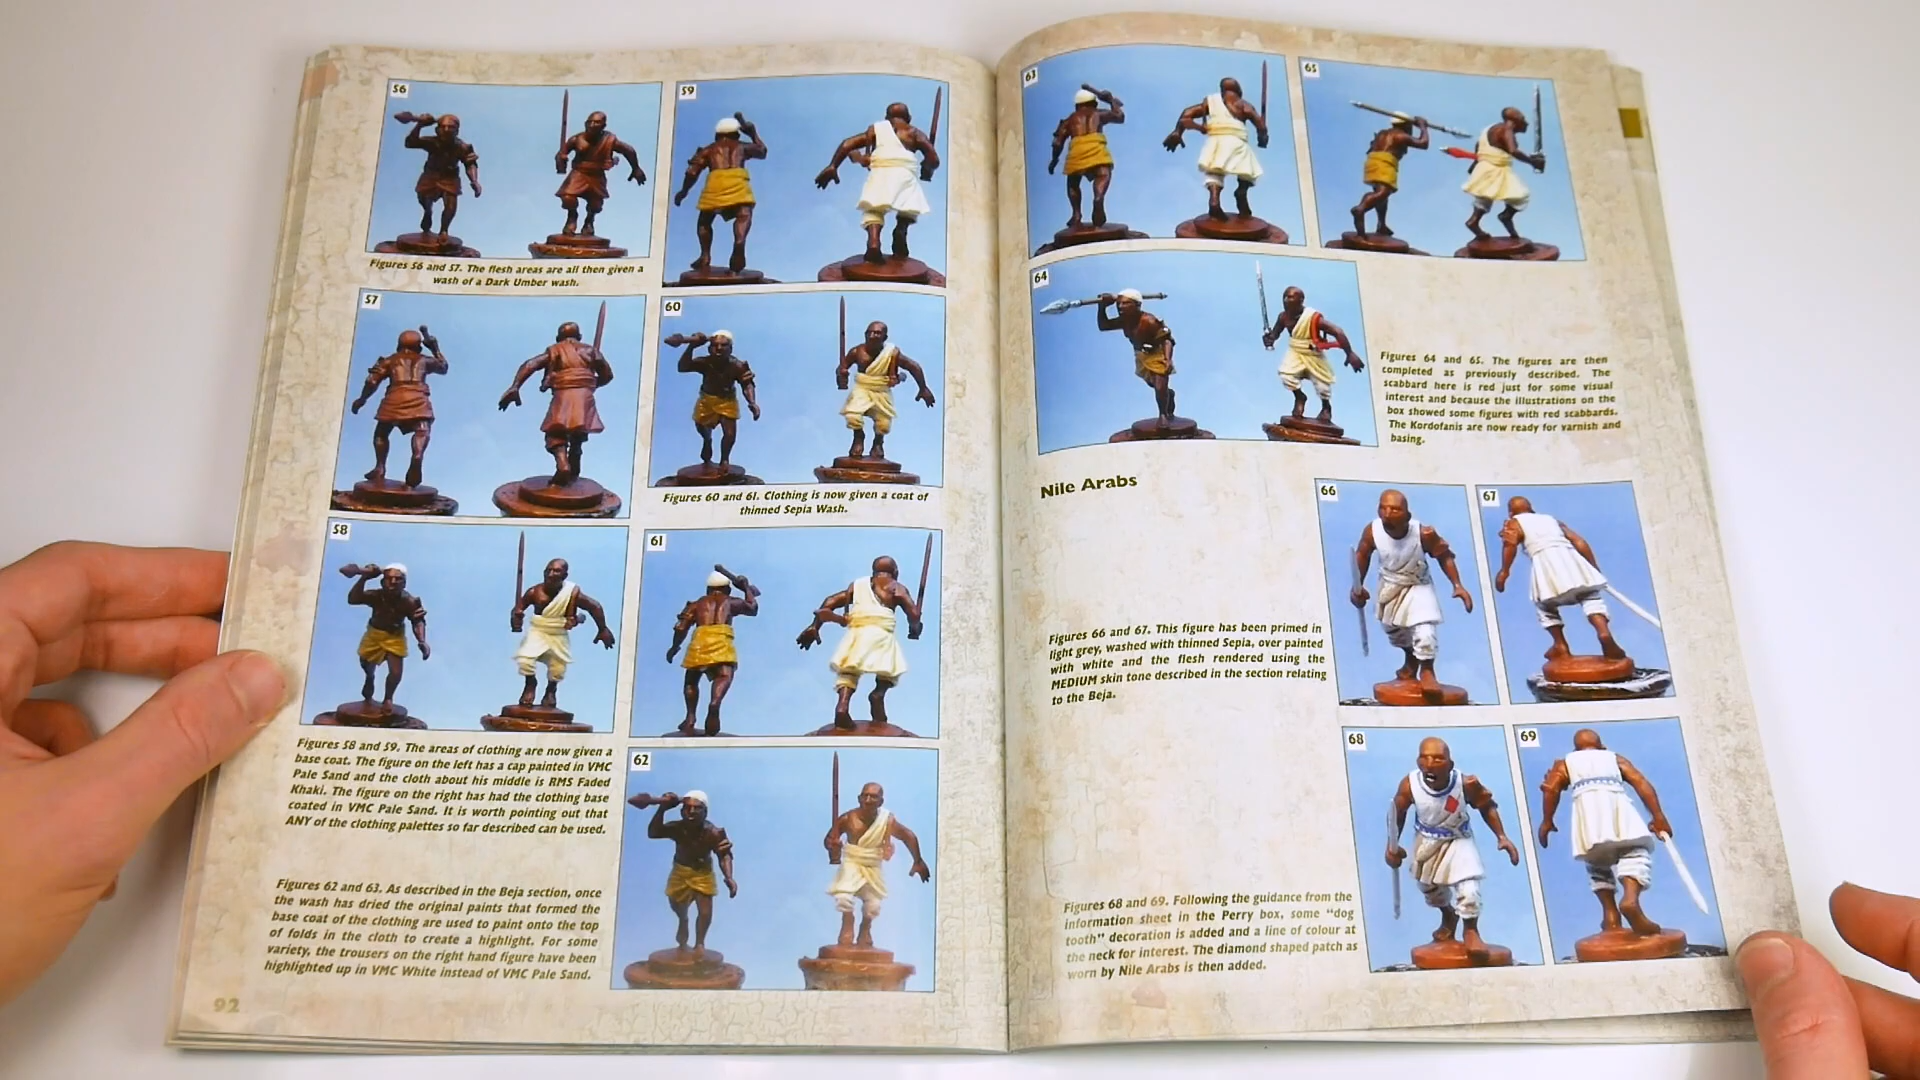 56
59
Figures 56 and 57. The flesh areas are all then given a
wash of a Dark Umber wash.
57
60
Figures 60 and 61. Clothing is now given a coat of
thinned Sepia Wash.
58
61
Figures 58 and 59. The areas of clothing are now given a
base coat. The figure on the left has a cap painted in VMC
Pale Sand and the cloth about his middle is RMS Faded
Khaki. The figure on the right has had the clothing base
coated in VMC Pale Sand. It is worth pointing out that
ANY of the clothing palettes so far described can be used.
62
Figures 62 and 63. As described in the Beja section, once
the wash has dried the original paints that formed the
base coat of the clothing are used to paint onto the top
of folds in the cloth to create a highlight. For some
variety, the trousers on the right hand figure have been
highlighted up in VMC White instead of VMC Pale Sand.
92
63
65
64
Figures 64 and 65. The figures are then
completed as previously described. The
scabbard here is red just for some visual
interest and because the illustrations on the
box showed some figures with red scabbards.
The Kordofanis are now ready for varnish and
basing.
Nile Arabs
66
67
Figures 66 and 67. This figure has been primed in
light grey, washed with thinned Sepia, over painted
with white and the flesh rendered using the
MEDIUM skin tone described in the section relating
to the Beja.
68
69
Figures 68 and 69. Following the guidance from the
information sheet in the Perry box, some "dog
tooth" decoration is added and a line of colour at
the neck for interest. The diamond shaped patch as
worn by Nile Arabs is then added.